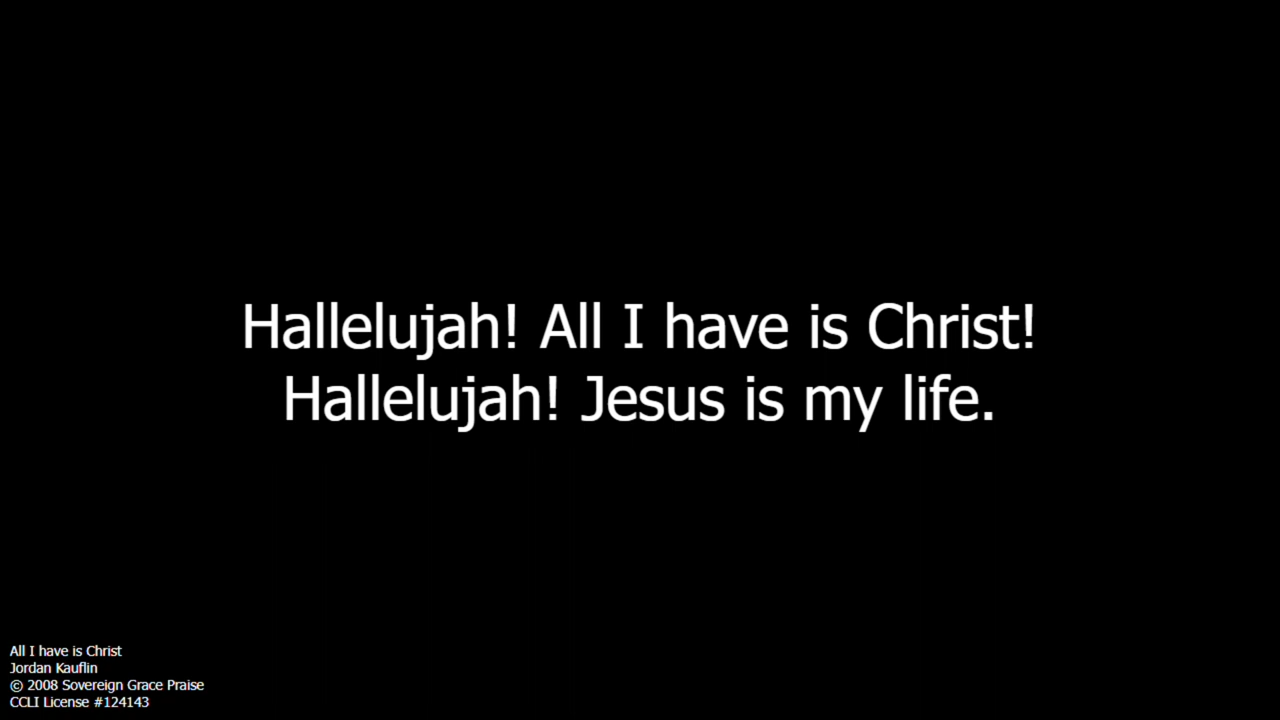 Hallelujah! All I have is Christ!
Hallelujah! Jesus is my life.
All I have is Christ
Jordan Kauflin
© 2008 Sovereign Grace Praise
CCLI License #124143